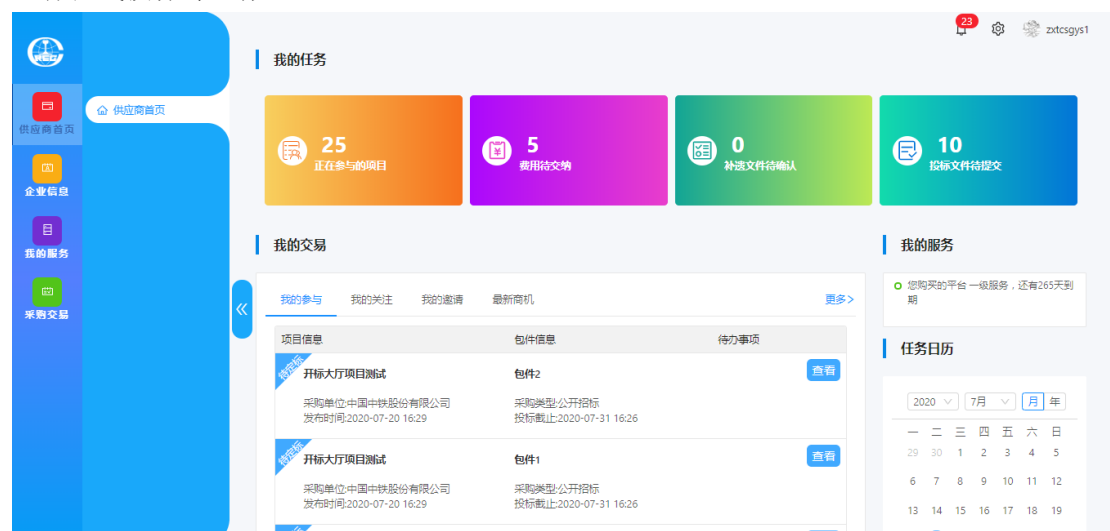 23
zxtcsgys1
CREC
供应商首页
企业信息
我的服务
采购交易
供应商首页
我的任务
25
正在参与的项目
5
费用待交纳
0
补遗文件待确认
10
投标文件待提交
我的交易
我的参与 我的关注 我的邀请 最新商机 更多>
项目信息 包件信息 待办事项
待定标
开标大厅项目测试 包件2 查看
采购单位:中国中铁股份有限公司 采购类型:公开招标
发布时间:2020-07-20 16:29 投标截止:2020-07-31 16:26
待定标
开标大厅项目测试 包件1 查看
采购单位:中国中铁股份有限公司 采购类型:公开招标
发布时间:2020-07-20 16:29 投标截止:2020-07-31 16:26
我的服务
您购买的平台一级服务，还有265天到
期
任务日历
2020 7月 月 年
一 二 三 四 五 六 日
29 30 1 2 3 4 5
6 7 8 9 10 11 12
13 14 15 16 17 18 19